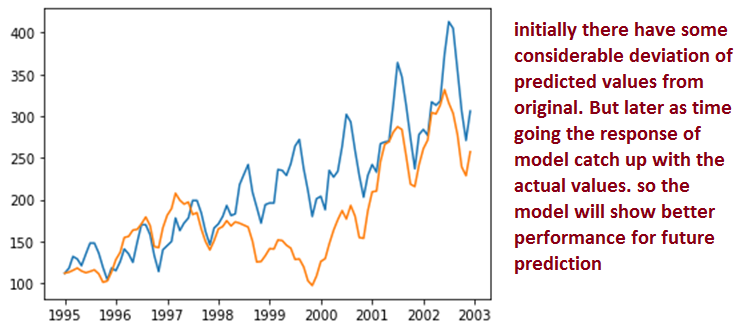 400
350
300
250
200
150
100
1995 1996 1997 1998 1999 2000 2001 2002 2003
initially there have some
considerable deviation of
predicted values from
original. But later as time
going the response of
model catch up with the
actual values. so the
model will show better
performance for future
prediction